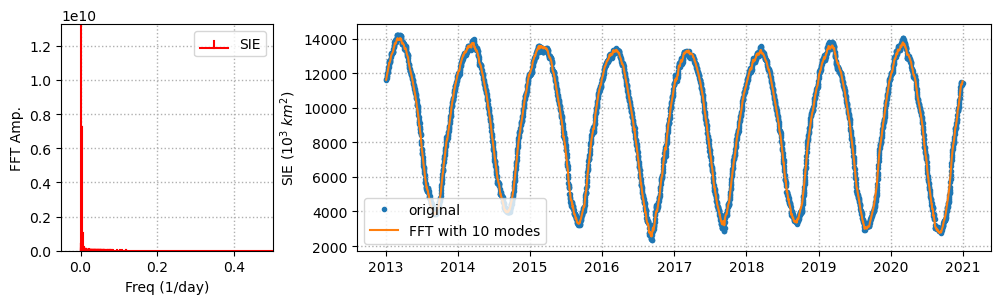 1e10
1.2
1.0
0.8
0.6
0.4
0.2
0.0
FFT Amp.
0.0 0.2 0.4
Freq (1/day)
SIE
14000
12000
10000
8000
6000
4000
2000
SIE (10³ km²)
2013 2014 2015 2016 2017 2018 2019 2020 2021
original
FFT with 10 modes